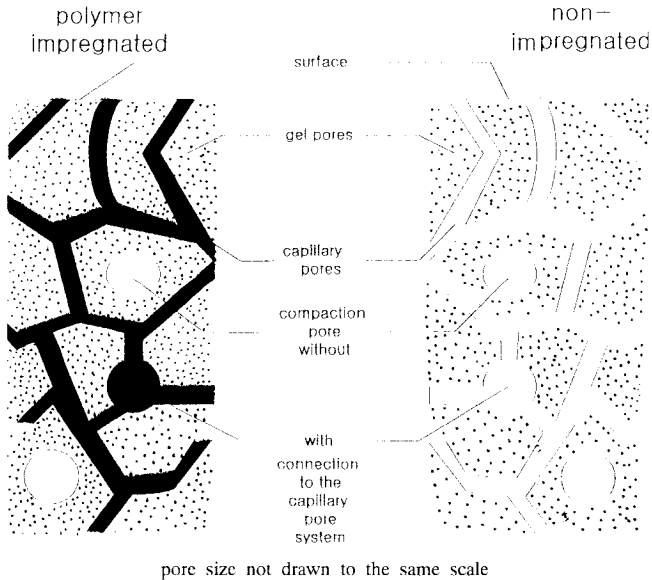 polymer
impregnated
non-
impregnated
surface
gel pores
capillary
pores
compaction
pore
without
with
connection
to the
capillary
pore
system
pore size not drawn to the same scale